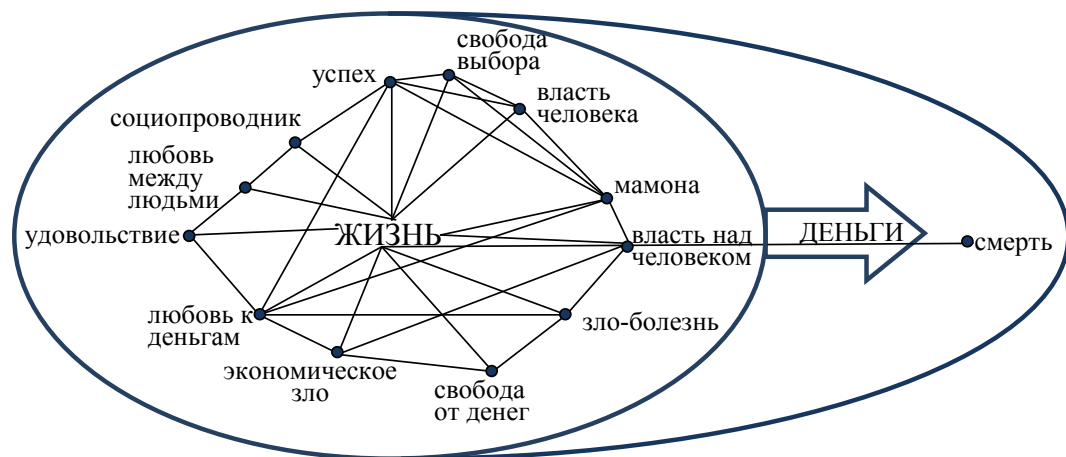 свобода
выбора
успех
власть
человека
социопроводник
любовь
между
людьми
мамона
удовольствие
ЖИЗНЬ
власть над
человеком
ДЕНЬГИ
смерть
любовь к
деньгам
зло-болезнь
экономическое
зло
свобода
от денег